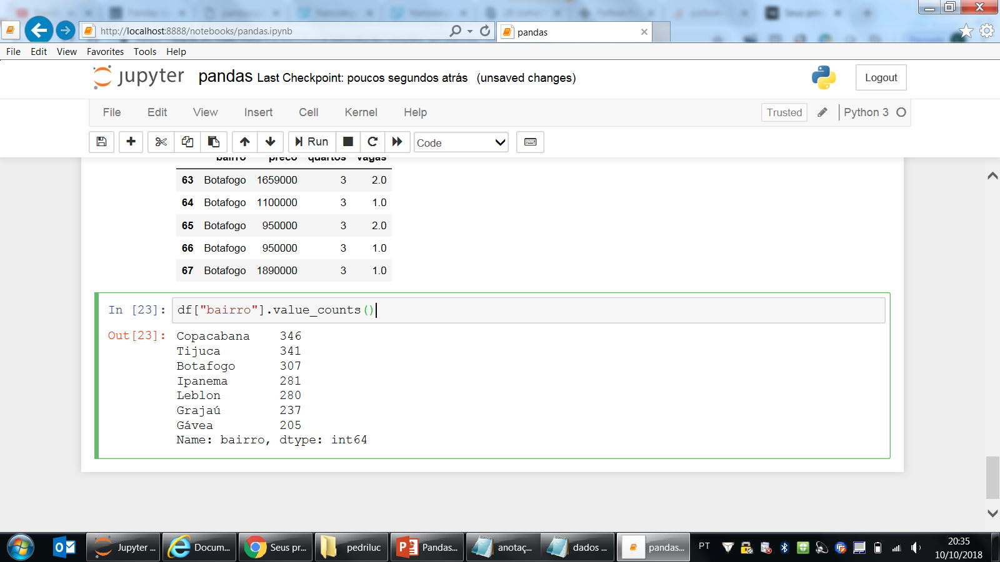 http://localhost:8888/notebooks/pandas.ipynb
pandas
File Edit View Favorites Tools Help
jupyter pandas Last Checkpoint: poucos segundos atrás (unsaved changes)
Logout
File Edit View Insert Cell Kernel Help
Trusted Python 3
Run Code
bairro preco quartos vagas
63 Botafogo 1659000 3 2.0
64 Botafogo 1100000 3 1.0
65 Botafogo 950000 3 2.0
66 Botafogo 950000 3 1.0
67 Botafogo 1890000 3 1.0
In [23]: df["bairro"].value_counts()
Out[23]: Copacabana 346
Tijuca 341
Botafogo 307
Ipanema 281
Leblon 280
Grajaú 237
Gávea 205
Name: bairro, dtype: int64
Jupyter ... Docum... Seus pr... pedriluc Pandas... anotaç... dados ... pandas...
PT
20:35
10/10/2018